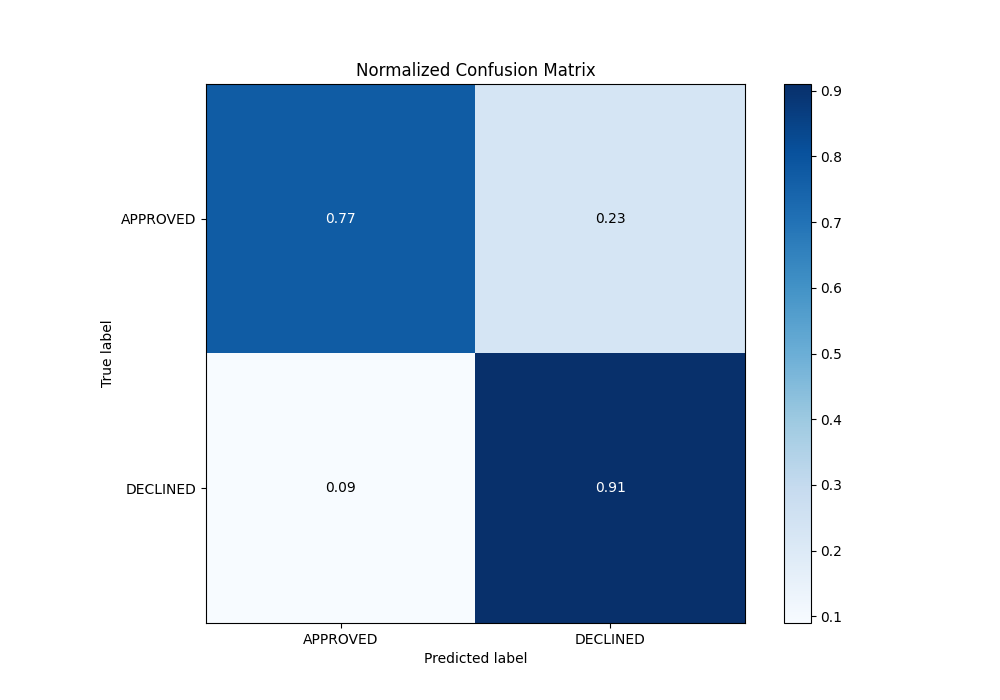 Normalized Confusion Matrix
True label
APPROVED
DECLINED
0.77
0.23
0.09
0.91
APPROVED
DECLINED
Predicted label
0.9
0.8
0.7
0.6
0.5
0.4
0.3
0.2
0.1